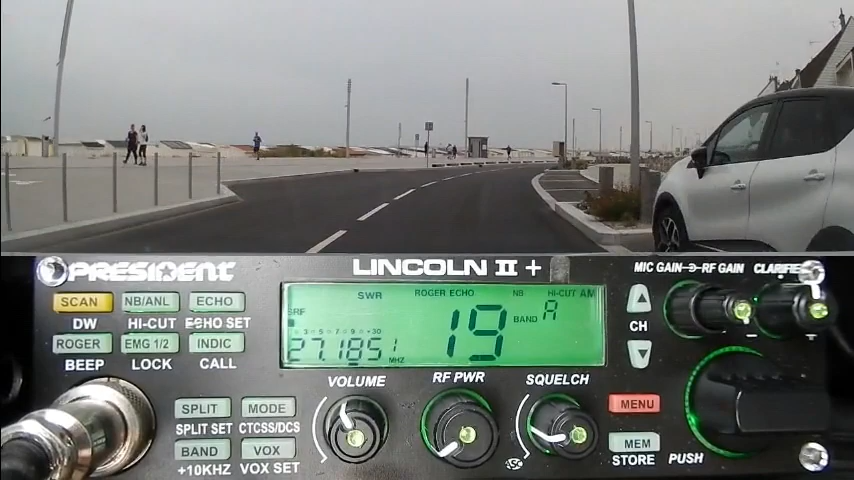 PRESIDENT LINCOLN II +
MIC GAIN RF GAIN CLARIFIER
SCAN NB/ANL ECHO
DW HI-CUT ECHO SET
ROGER EMG 1/2 INDIC
BEEP LOCK CALL
SWR ROGER ECHO NB HI-CUT AM
SRF
19 BAND A
3 5 7 9 +30
27.185 MHZ
CH
VOLUME RF PWR SQUELCH
SPLIT MODE
SPLIT SET CTCSS/DCS
BAND VOX
+10KHZ VOX SET
ASC
MENU
MEM
STORE PUSH